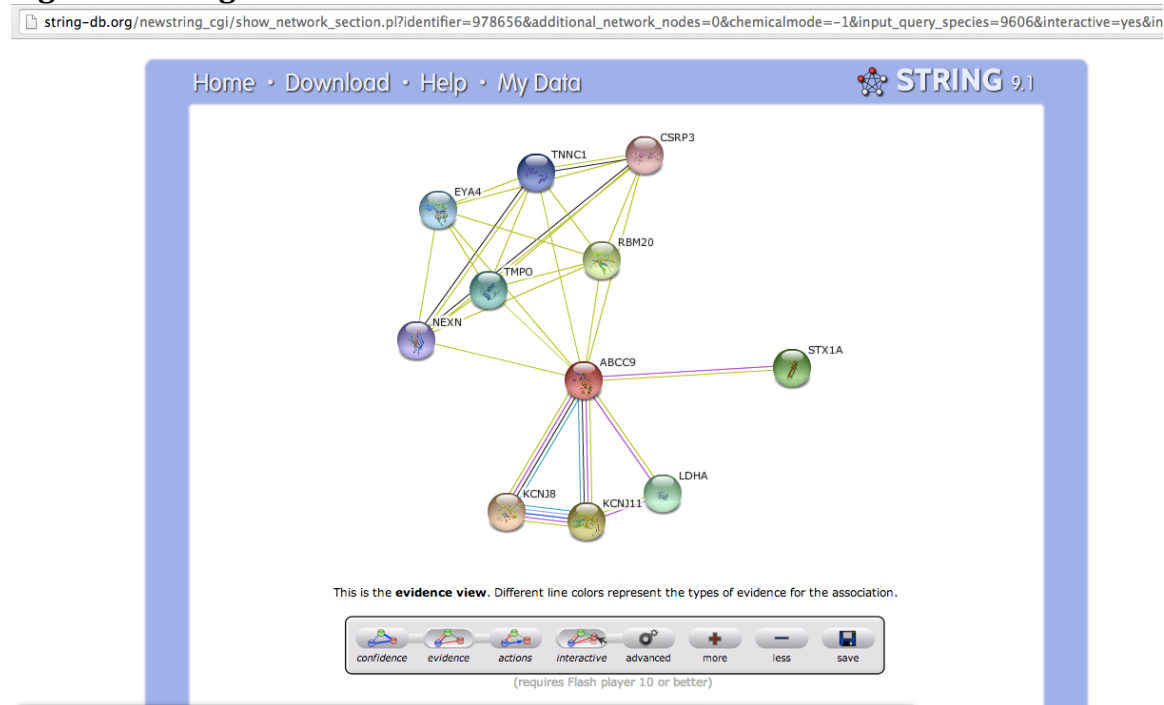 string-db.org/newstring_cgi/show_network_section.pl?identifier=978656&additional_network_nodes=0&chemicalmode=-1&input_query_species=9606&interactive=yes&in
Home · Download · Help · My Data
STRING 9.1
CSRP3
TNNC1
EYA4
RBM20
TMPO
NEXN
ABCC9
STX1A
LDHA
KCNJ8
KCNJ11
This is the evidence view. Different line colors represent the types of evidence for the association.
confidence evidence actions interactive advanced more less save
(requires Flash player 10 or better)